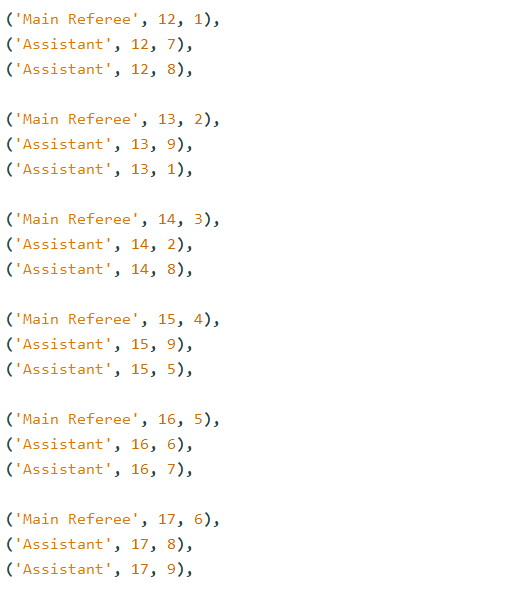 ('Main Referee', 12, 1),
('Assistant', 12, 7),
('Assistant', 12, 8),

('Main Referee', 13, 2),
('Assistant', 13, 9),
('Assistant', 13, 1),

('Main Referee', 14, 3),
('Assistant', 14, 2),
('Assistant', 14, 8),

('Main Referee', 15, 4),
('Assistant', 15, 9),
('Assistant', 15, 5),

('Main Referee', 16, 5),
('Assistant', 16, 6),
('Assistant', 16, 7),

('Main Referee', 17, 6),
('Assistant', 17, 8),
('Assistant', 17, 9),